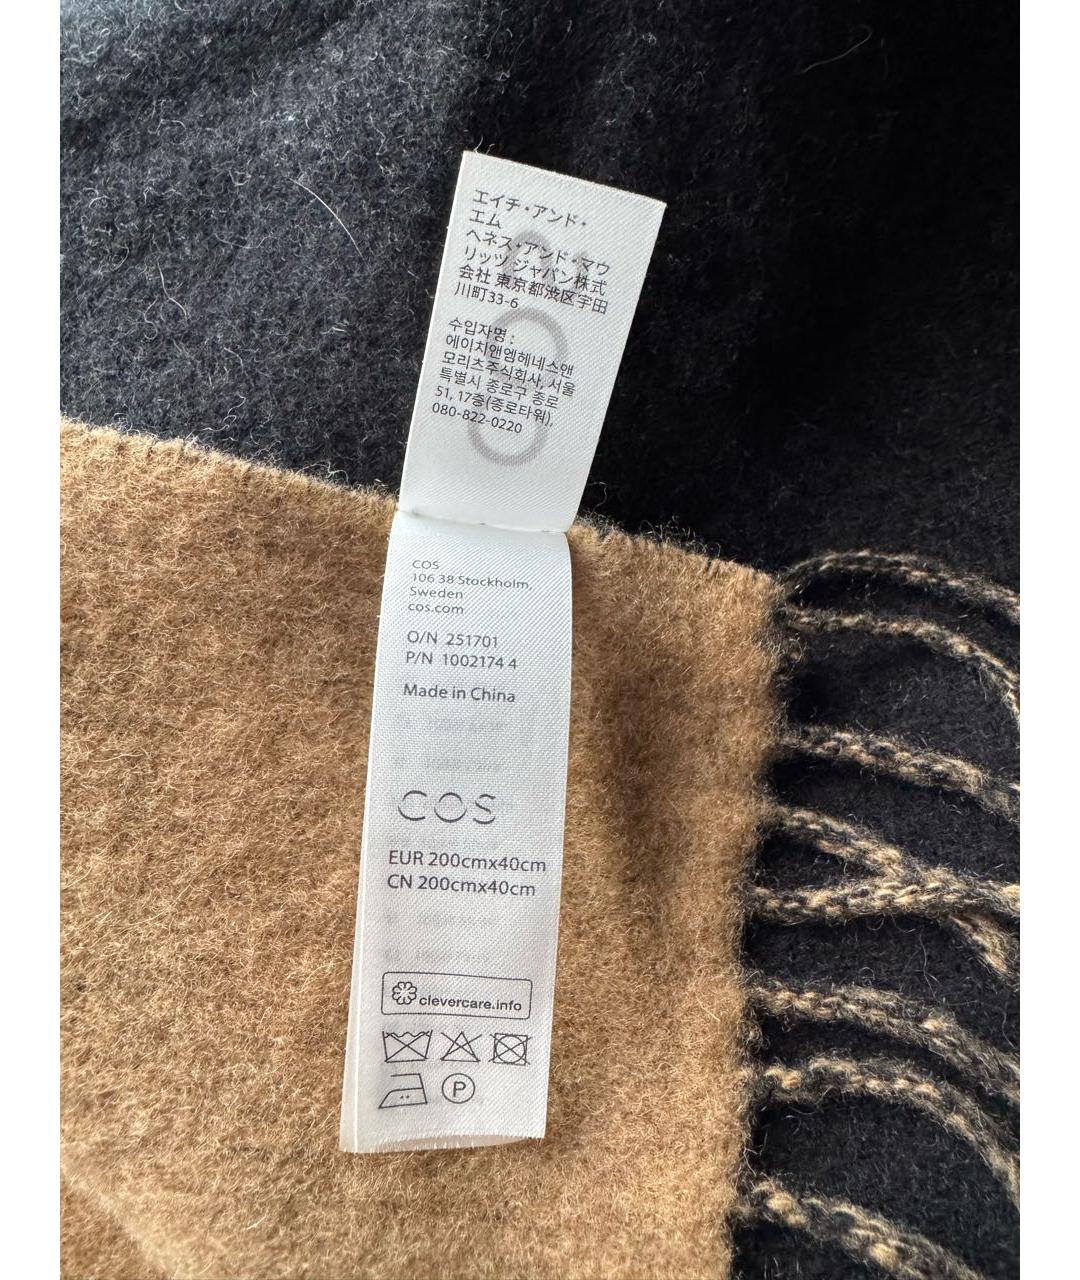 エイチ・アンド・
エム
ヘネス・アンド・マウ
リッツ ジャパン株式
会社 東京都渋谷区宇田
川町33-6
수입자명 :
에이치앤엠헤네스앤
모리츠주식회사, 서울
특별시 종로구 종로
51, 17층(종로타워),
080-822-0220
COS
106 38 Stockholm,
Sweden
cos.com
O/N 251701
P/N 1002174 4
Made in China
COS
EUR 200cmx40cm
CN 200cmx40cm
clevercare.info
P